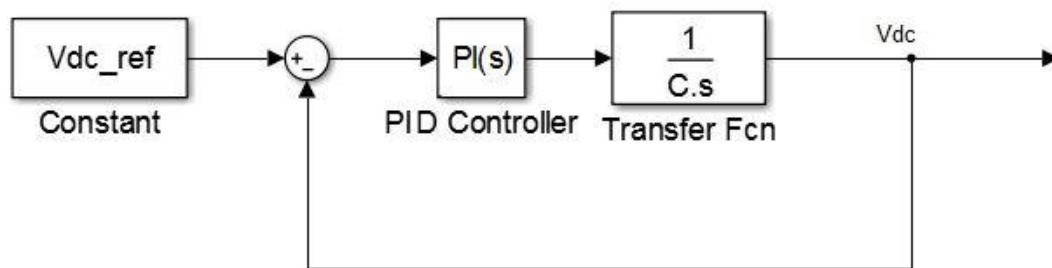 Vdc_ref
Constant
+
_
PI(s)
PID Controller
1
C.s
Transfer Fcn
Vdc